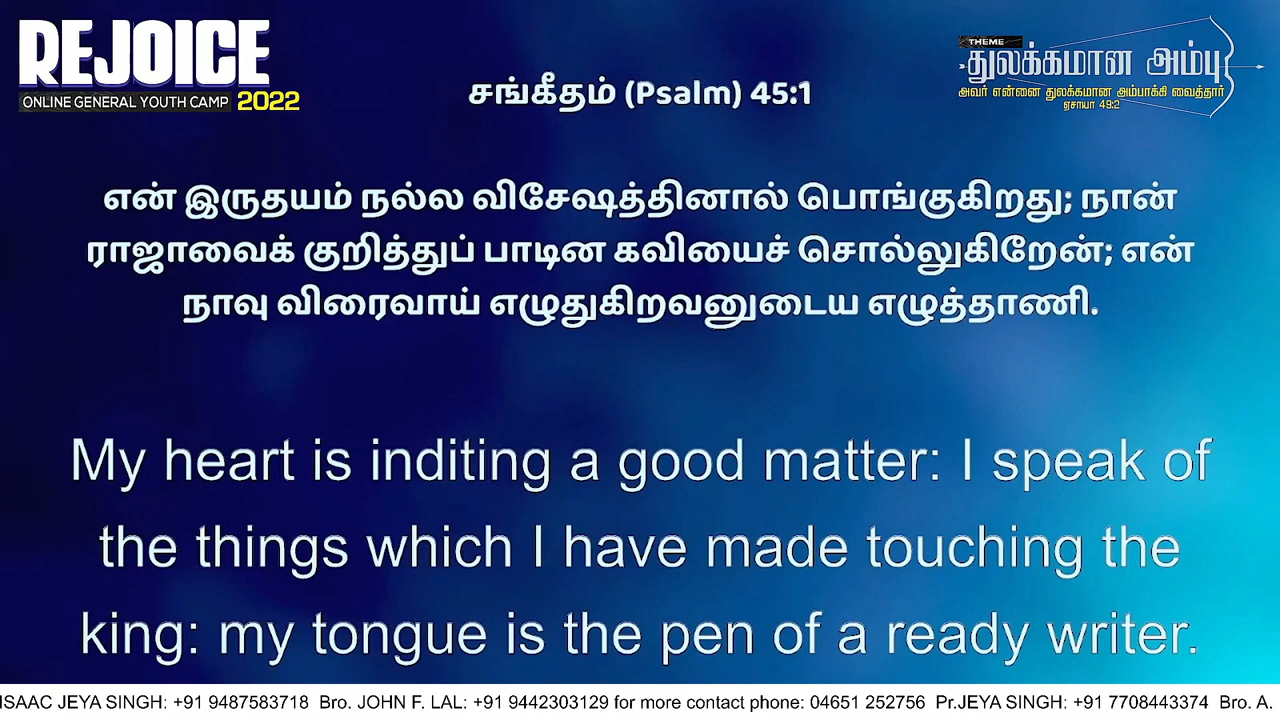 REJOICE
ONLINE GENERAL YOUTH CAMP 2022
THEME
துலக்கமான அம்பு
அவர் என்னை துலக்கமான அம்பாக்கி வைத்தார்
ஏசாயா 49:2
சங்கீதம் (Psalm) 45:1
என் இருதயம் நல்ல விசேஷத்தினால் பொங்குகிறது; நான்
ராஜாவைக் குறித்துப் பாடின கவியைச் சொல்லுகிறேன்; என்
நாவு விரைவாய் எழுதுகிறவனுடைய எழுத்தாணி.
My heart is inditing a good matter: I speak of
the things which I have made touching the
king: my tongue is the pen of a ready writer.
ISAAC JEYA SINGH: +91 9487583718 Bro. JOHN F. LAL: +91 9442303129 for more contact phone: 04651 252756 Pr.JEYA SINGH: +91 7708443374 Bro. A.